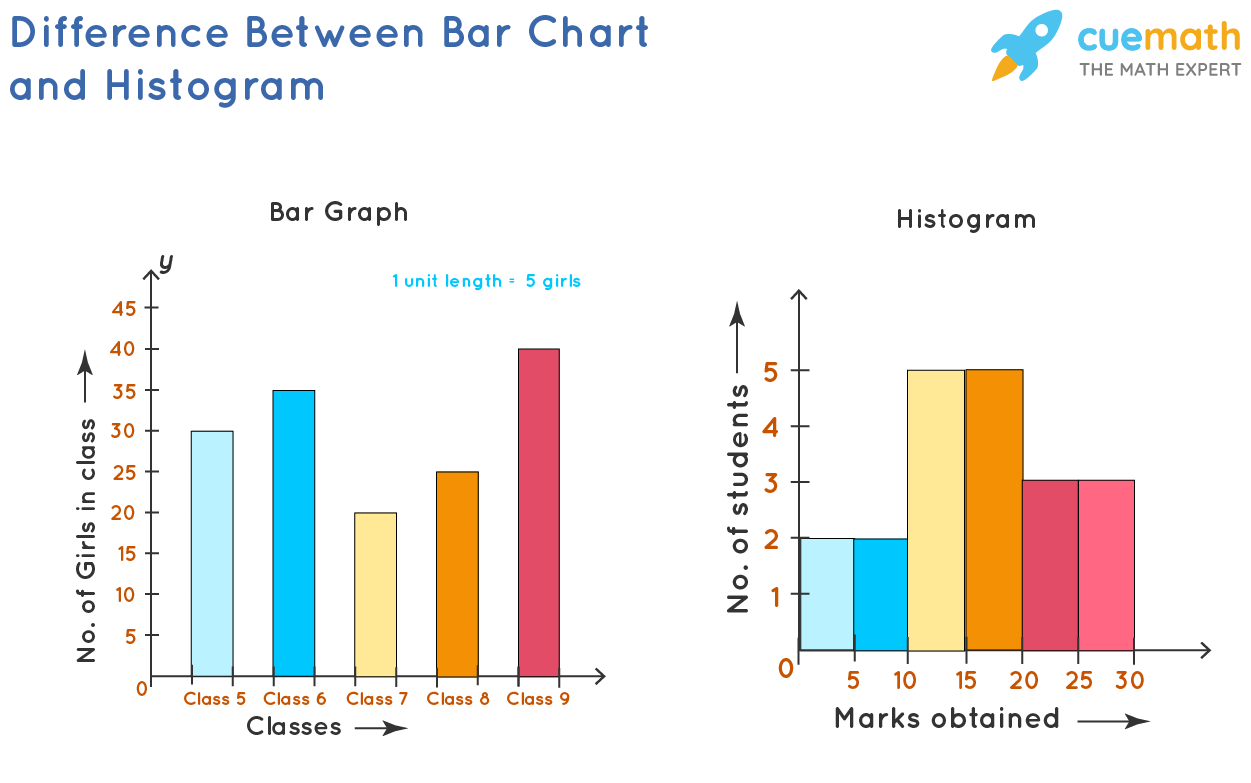 Difference Between Bar Chart
and Histogram
cuemath
THE MATH EXPERT
Bar Graph
y
1 unit length = 5 girls
45
40
35
30
25
20
15
10
5
0
No. of Girls in class
Class 5 Class 6 Class 7 Class 8 Class 9
Classes
Histogram
5
4
3
2
1
0
No. of students
5 10 15 20 25 30
Marks obtained